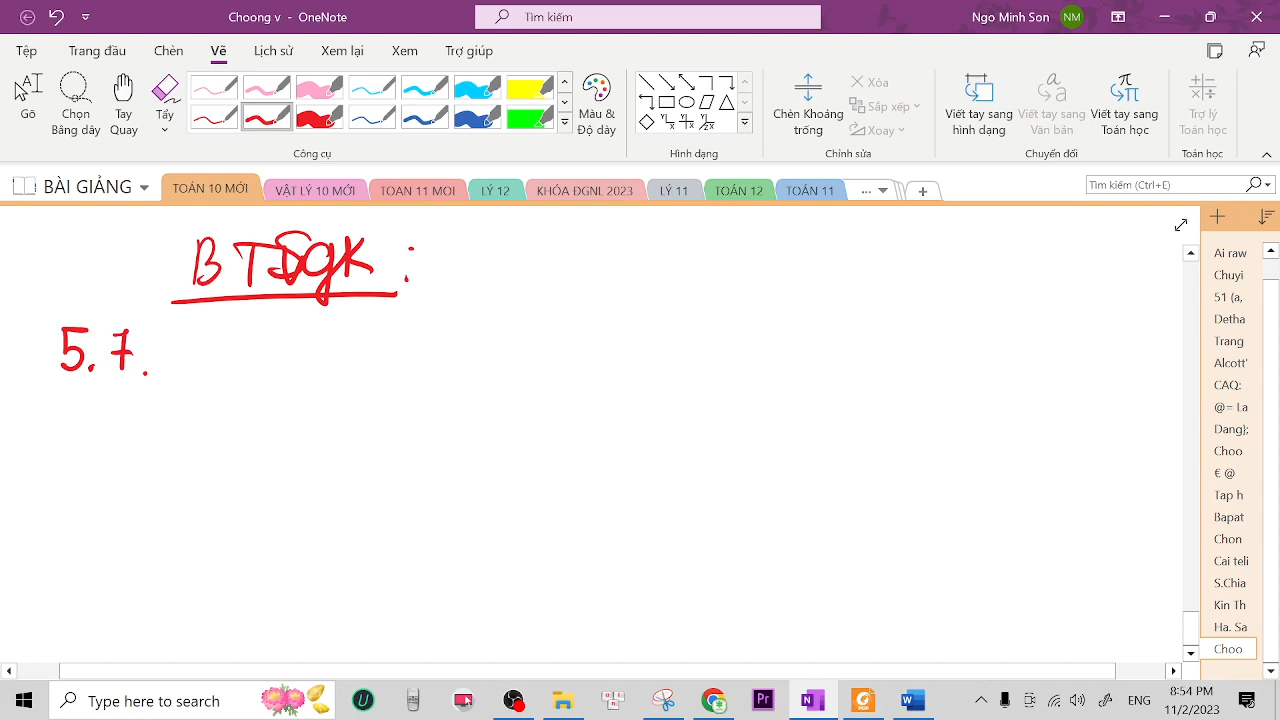 Choong v - OneNote
Tìm kiếm
Ngo Minh Son
NM
Tệp
Trang đầu
Chèn
Vẽ
Lịch sử
Xem lại
Xem
Trợ giúp
Gõ
Chọn Bằng dây
Tay Quay
Tẩy
Màu & Độ dày
Công cụ
Hình dạng
Chèn Khoảng trống
Xóa
Sắp xếp
Xoay
Chỉnh sửa
Viết tay sang hình dạng
Viết tay sang Văn bản
Viết tay sang Toán học
Chuyển đổi
Trợ lý Toán học
Toán học
BÀI GIẢNG
TOÁN 10 MỚI
VẬT LÝ 10 MỚI
TOAN 11 MOI
LÝ 12
KHÓA ĐGNL 2023
LÝ 11
TOÁN 12
TOÁN 11
...
Tìm kiếm (Ctrl+E)
BTSgk:
5.7.
Ai raw
Chuyi
51 (a,
Detha
Trang
Alcott'
CAQ:
@= La
Dang};
Choo
€ @
Tap h
Bapat
Chon
Cai teli
S.Cha
Kin Th
Ha. Sa
Choo
Type here to search
ENG
8:54 PM
11/2/2023